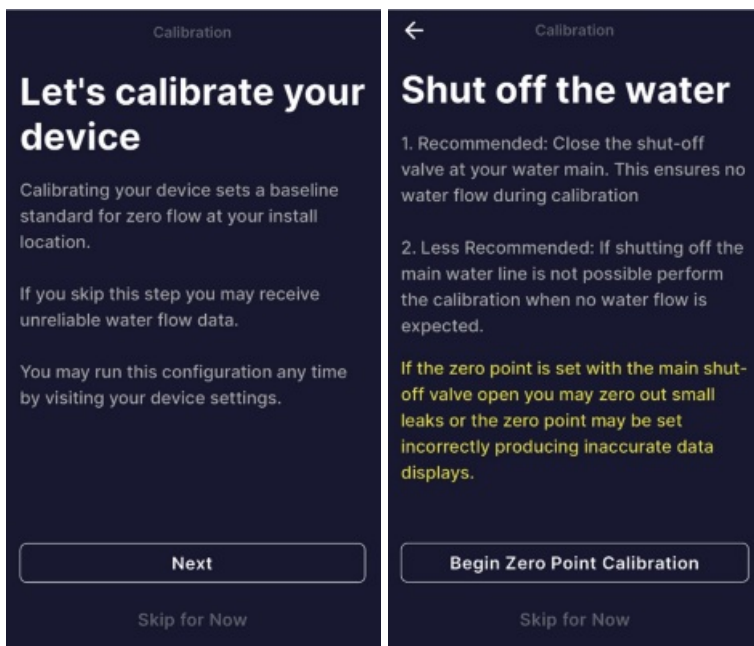 Calibration
Let's calibrate your
device
Calibrating your device sets a baseline
standard for zero flow at your install
location.
If you skip this step you may receive
unreliable water flow data.
You may run this configuration any time
by visiting your device settings.
Next
Skip for Now
Calibration
Shut off the water
1. Recommended: Close the shut-off
valve at your water main. This ensures no
water flow during calibration
2. Less Recommended: If shutting off the
main water line is not possible perform
the calibration when no water flow is
expected.
If the zero point is set with the main shut-
off valve open you may zero out small
leaks or the zero point may be set
incorrectly producing inaccurate data
displays.
Begin Zero Point Calibration
Skip for Now